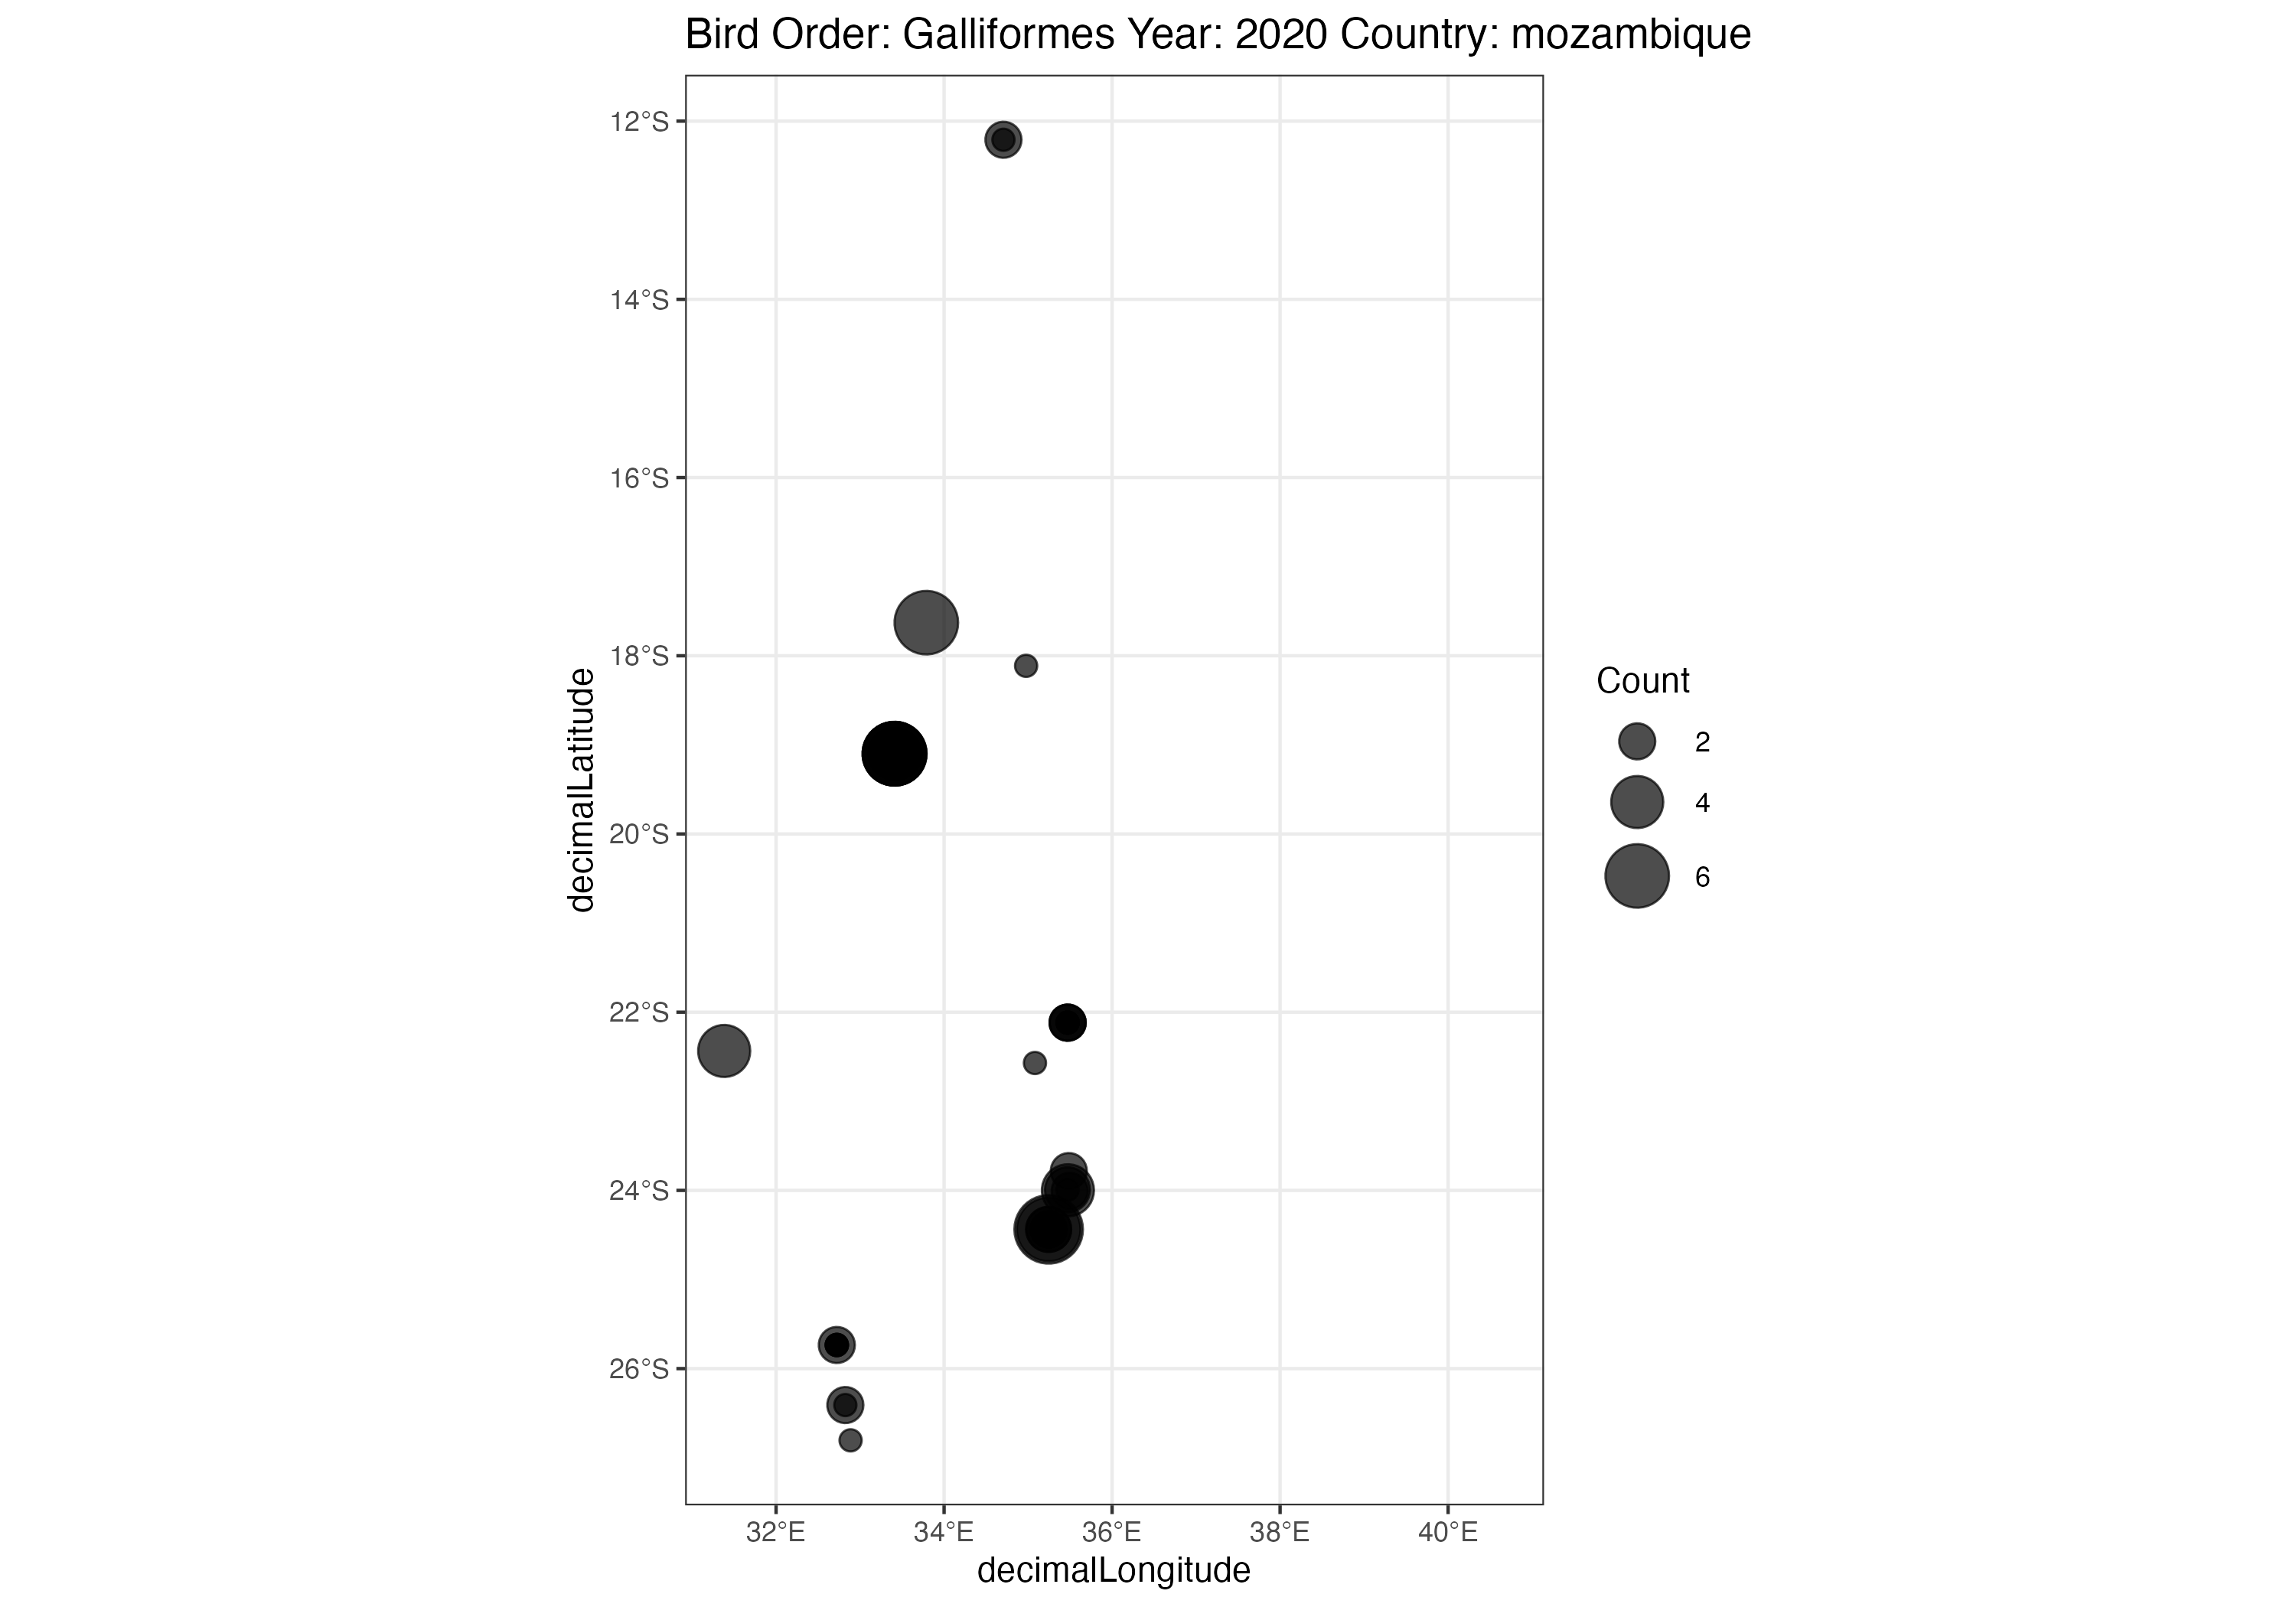 Bird Order: Galliformes Year: 2020 Country: mozambique
12°S
14°S
16°S
18°S
20°S
22°S
24°S
26°S
decimalLatitude
32°E 34°E 36°E 38°E 40°E
decimalLongitude
Count
2
4
6